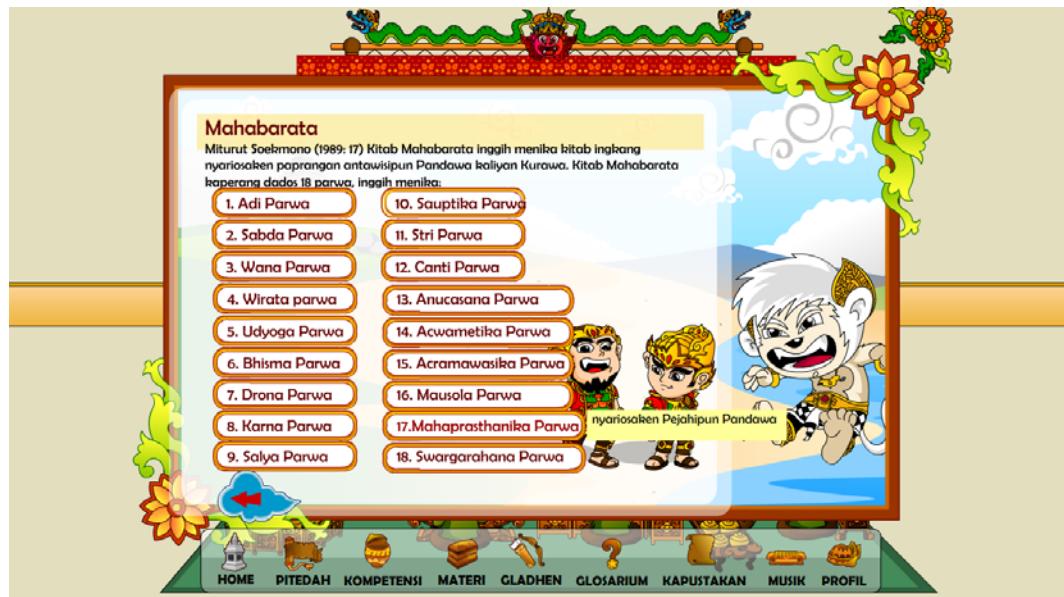 X
Mahabarata
Miturut Soekmono (1989: 17) Kitab Mahabarata inggih menika kitab ingkang
nyariosaken paprangan antawisipun Pandawa kaliyan Kurawa. Kitab Mahabarata
kaperang dados 18 parwa, inggih menika:
1. Adi Parwa
2. Sabda Parwa
3. Wana Parwa
4. Wirata parwa
5. Udyoga Parwa
6. Bhisma Parwa
7. Drona Parwa
8. Karna Parwa
9. Salya Parwa
10. Sauptika Parwa
11. Stri Parwa
12. Canti Parwa
13. Anucasana Parwa
14. Acwametika Parwa
15. Acramawasika Parwa
16. Mausola Parwa
17.Mahaprasthanika Parwa
nyariosaken Pejahipun Pandawa
18. Swargarahana Parwa
HOME PITEDAH KOMPETENSI MATERI GLADHEN GLOSARIUM KAPUSTAKAN MUSIK PROFIL